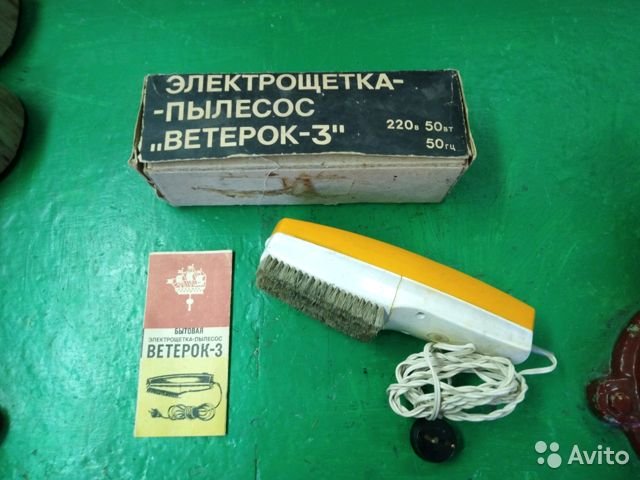 ЭЛЕКТРОЩЕТКА-
-ПЫЛЕСОС
„ВЕТЕРОК-3"
220в 50вт
50гц
БЫТОВАЯ
ЭЛЕКТРОЩЕТКА-ПЫЛЕСОС
ВЕТЕРОК-3
Avito